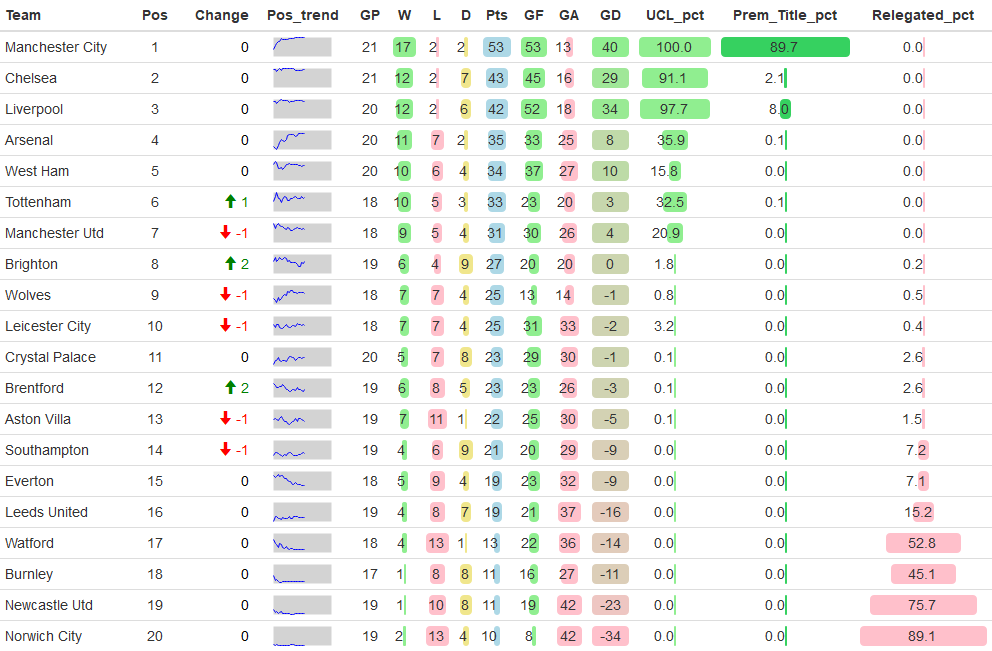 Team Pos Change Pos_trend GP W L D Pts GF GA GD UCL_pct Prem_Title_pct Relegated_pct
Manchester City 1 0 21 17 2 2 53 53 13 40 100.0 89.7 0.0
Chelsea 2 0 21 12 2 7 43 45 16 29 91.1 2.1 0.0
Liverpool 3 0 20 12 2 6 42 52 18 34 97.7 8.0 0.0
Arsenal 4 0 20 11 7 2 35 33 25 8 35.9 0.1 0.0
West Ham 5 0 20 10 6 4 34 37 27 10 15.8 0.0 0.0
Tottenham 6 1 18 10 5 3 33 23 20 3 32.5 0.1 0.0
Manchester Utd 7 -1 18 9 5 4 31 30 26 4 20.9 0.0 0.0
Brighton 8 2 19 6 4 9 27 20 20 0 1.8 0.0 0.2
Wolves 9 -1 18 7 7 4 25 13 14 -1 0.8 0.0 0.5
Leicester City 10 -1 18 7 7 4 25 31 33 -2 3.2 0.0 0.4
Crystal Palace 11 0 20 5 7 8 23 29 30 -1 0.1 0.0 2.6
Brentford 12 2 19 6 8 5 23 23 26 -3 0.1 0.0 2.6
Aston Villa 13 -1 19 7 11 1 22 25 30 -5 0.1 0.0 1.5
Southampton 14 -1 19 4 6 9 21 20 29 -9 0.0 0.0 7.2
Everton 15 0 18 5 9 4 19 23 32 -9 0.0 0.0 7.1
Leeds United 16 0 19 4 8 7 19 21 37 -16 0.0 0.0 15.2
Watford 17 0 18 4 13 1 13 22 36 -14 0.0 0.0 52.8
Burnley 18 0 17 1 8 8 11 16 27 -11 0.0 0.0 45.1
Newcastle Utd 19 0 19 1 10 8 11 19 42 -23 0.0 0.0 75.7
Norwich City 20 0 19 2 13 4 10 8 42 -34 0.0 0.0 89.1